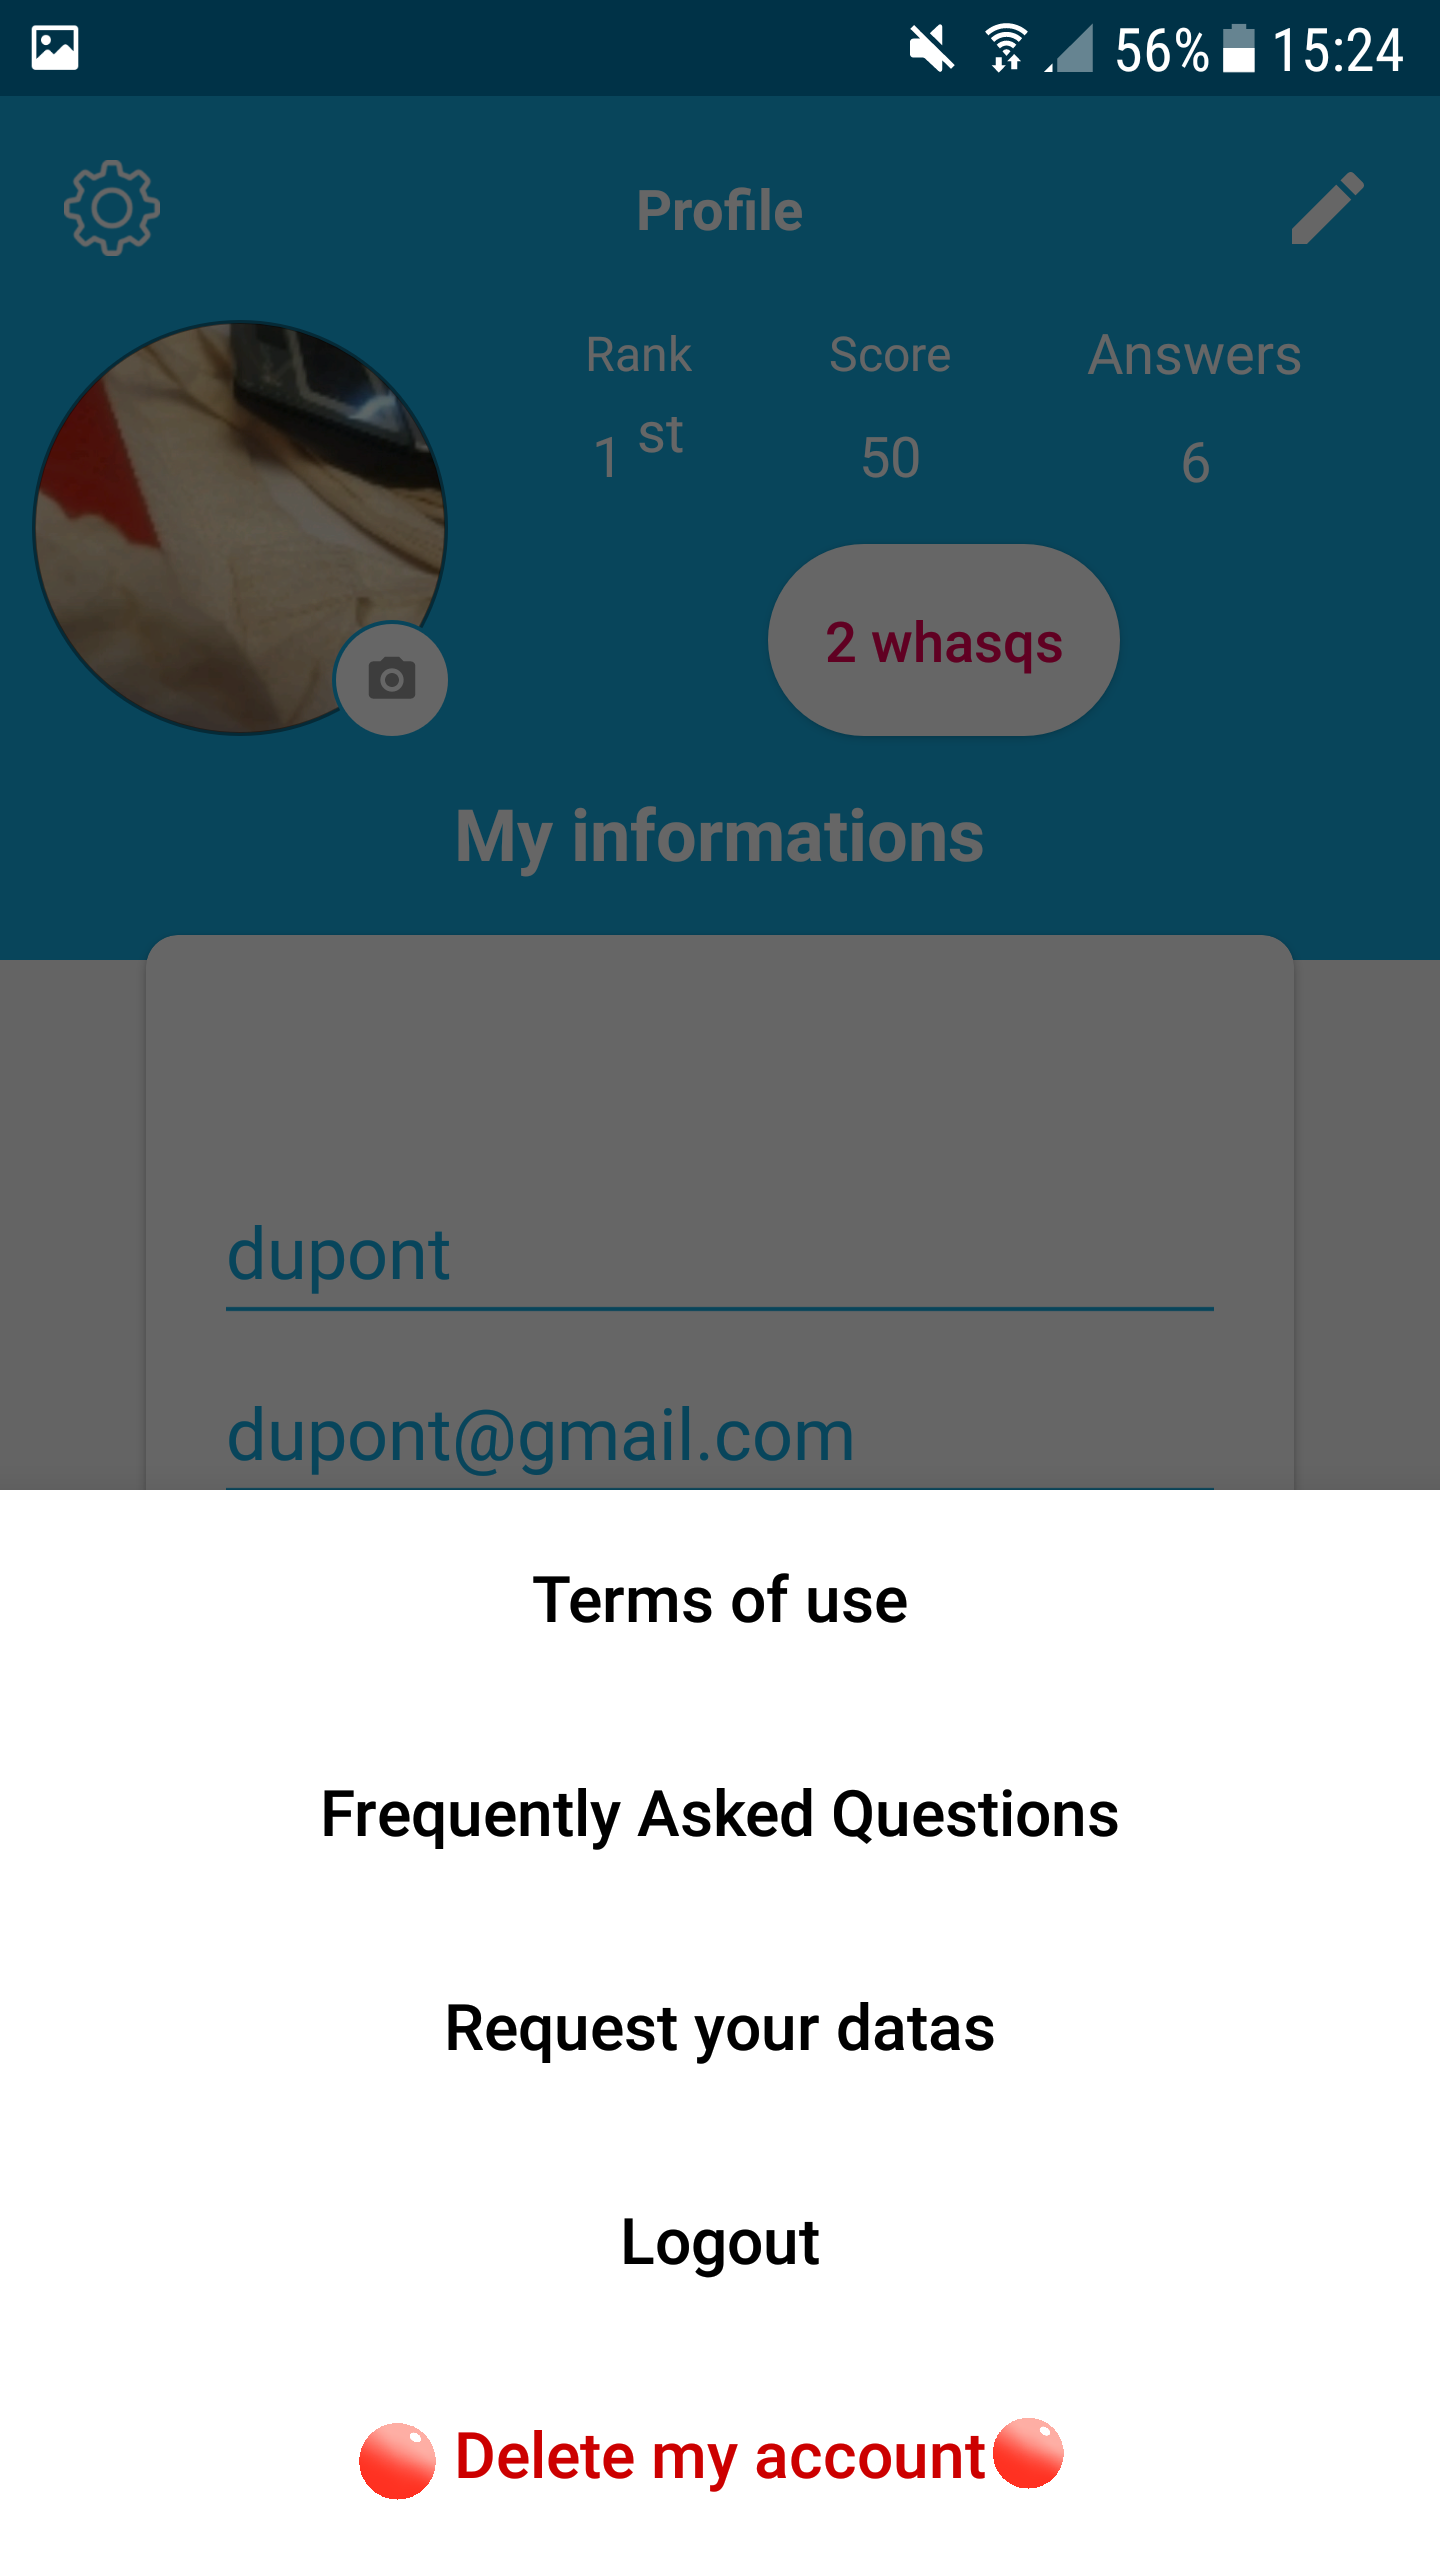 56% 15:24
Profile
Rank Score Answers
1 st 50 6
2 whasqs
My informations
dupont
dupont@gmail.com
Terms of use
Frequently Asked Questions
Request your datas
Logout
Delete my account